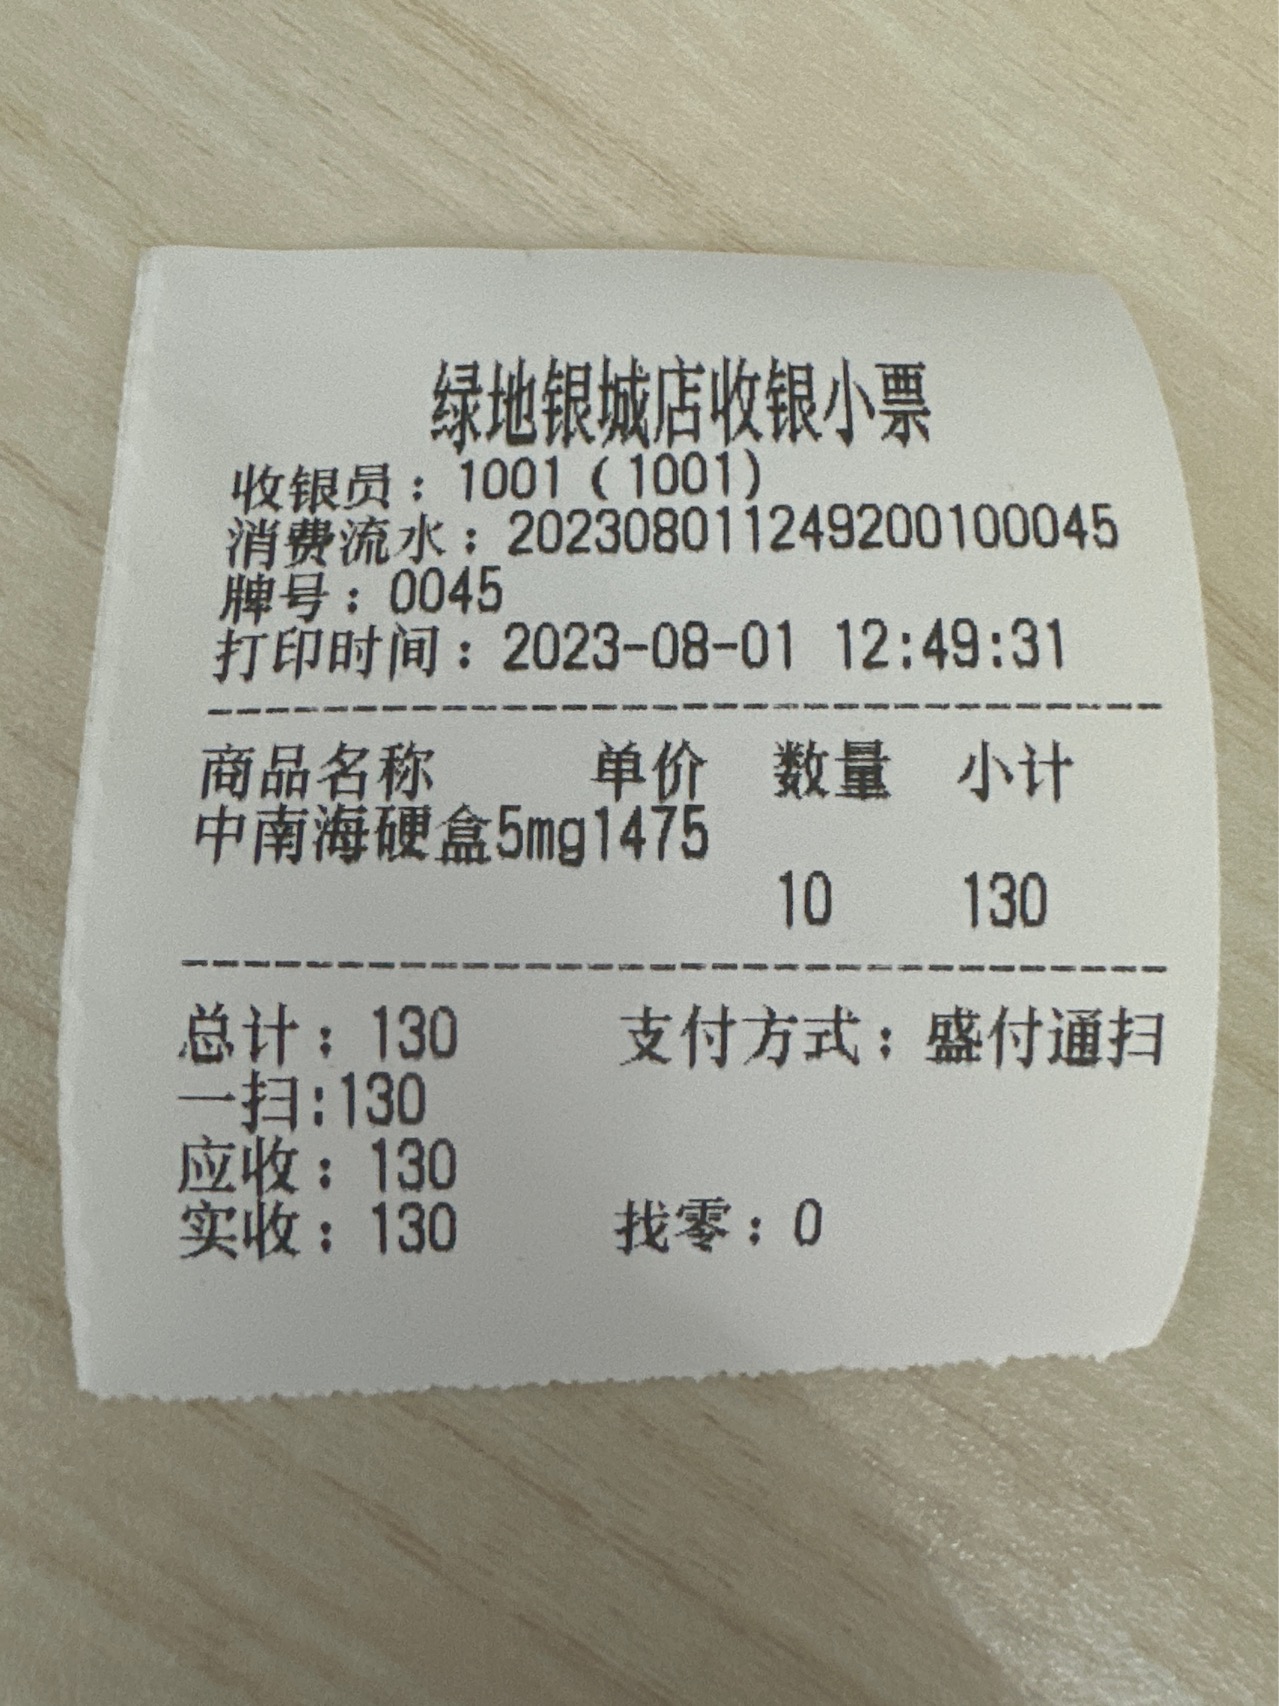 绿地银城店收银小票
收银员：1001（1001）
消费流水：202308011249200100045
牌号：0045
打印时间：2023-08-01 12:49:31
商品名称 单价 数量 小计
中南海硬盒5mg1475
10 130
总计：130 支付方式：盛付通扫
一扫:130
应收：130
实收：130 找零：0